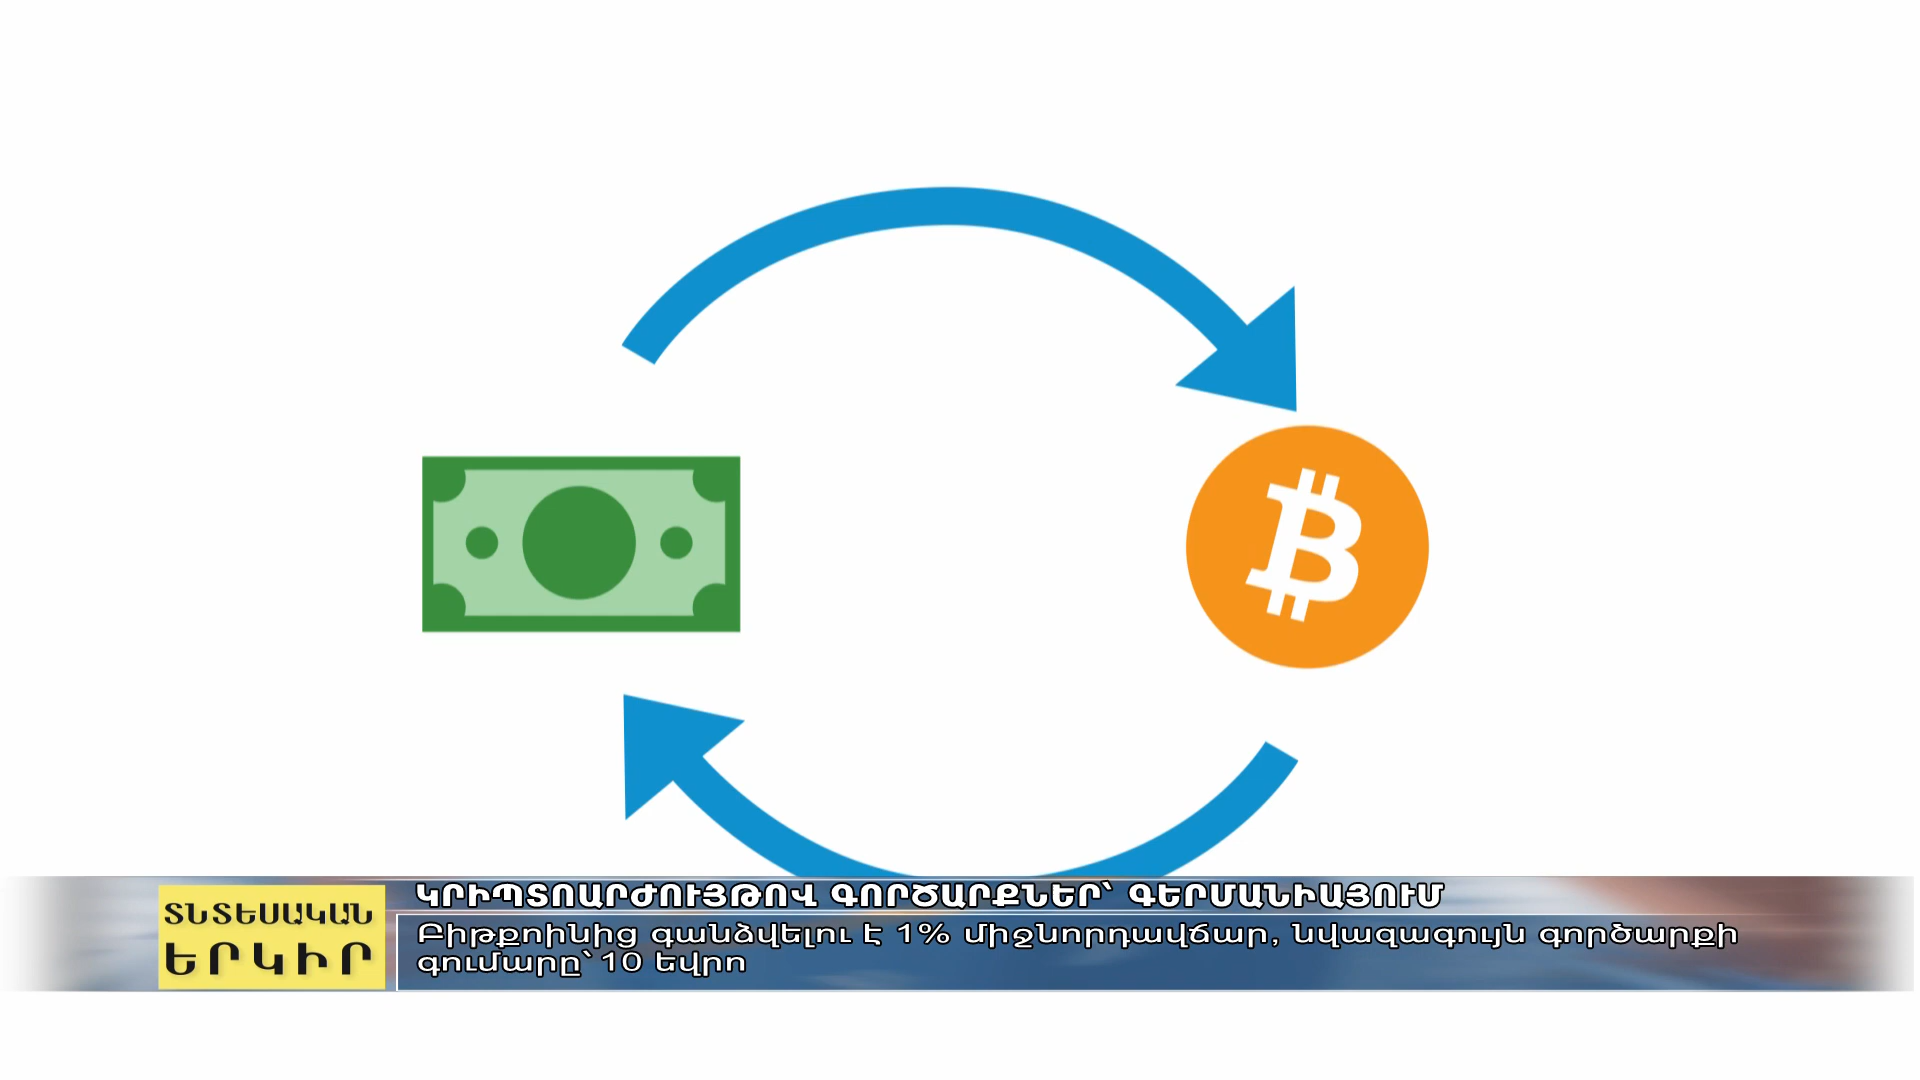 ԿՐԻՊՏՈԱՐԺՈՒՅԹՈՎ ԳՈՐԾԱՐՔՆԵՐ՝ ԳԵՐՄԱՆԻԱՅՈՒՄ
ՏՆՏԵՍԱԿԱՆ
ԵՐԿԻՐ
Բիթքոինից գանձվելու է 1% միջնորդավճար, նվազագույն գործարքի
գումարը՝ 10 եվրո